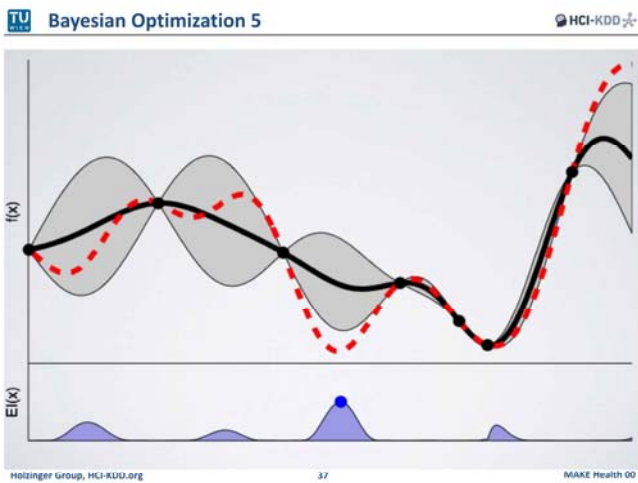 TU
WIEN
Bayesian Optimization 5
HCI-KDD
f(x)
EI(x)
Holzinger Group, HCI-KDD.org
37
MAKE Health 00